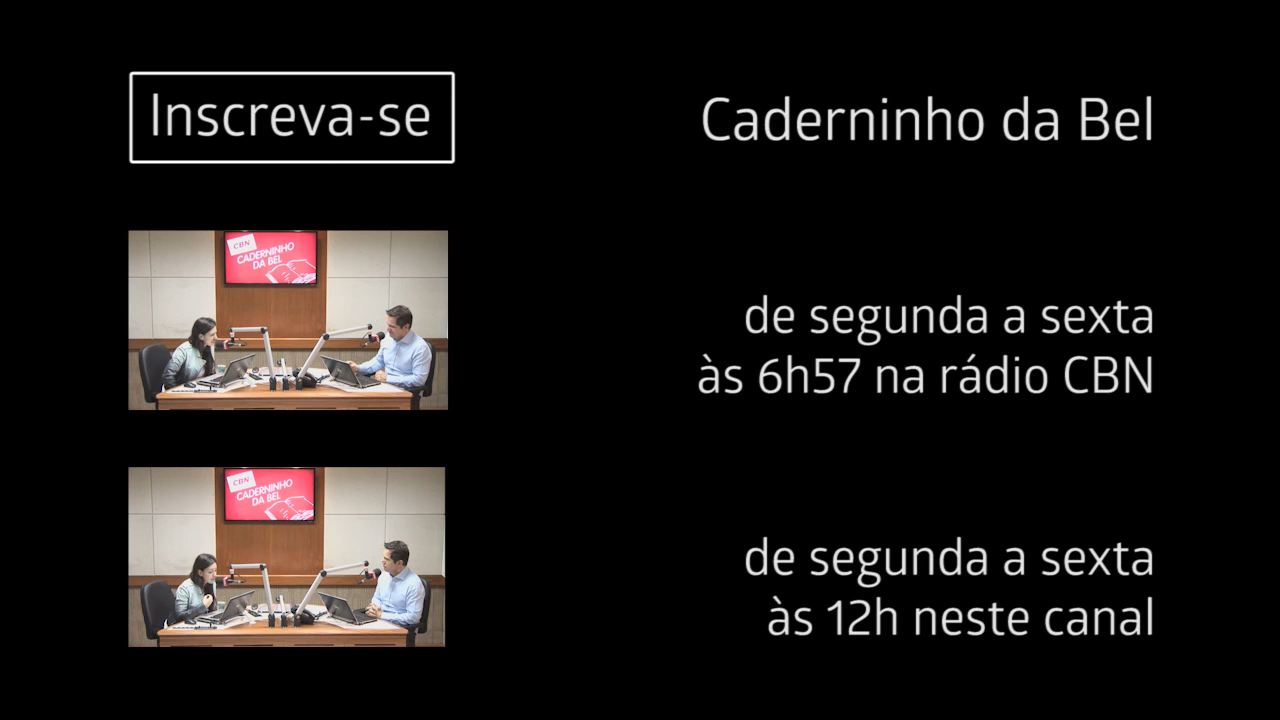 Inscreva-se
Caderninho da Bel
CBN
CADERNINHO
DA BEL
de segunda a sexta
às 6h57 na rádio CBN
CBN
CADERNINHO
DA BEL
de segunda a sexta
às 12h neste canal